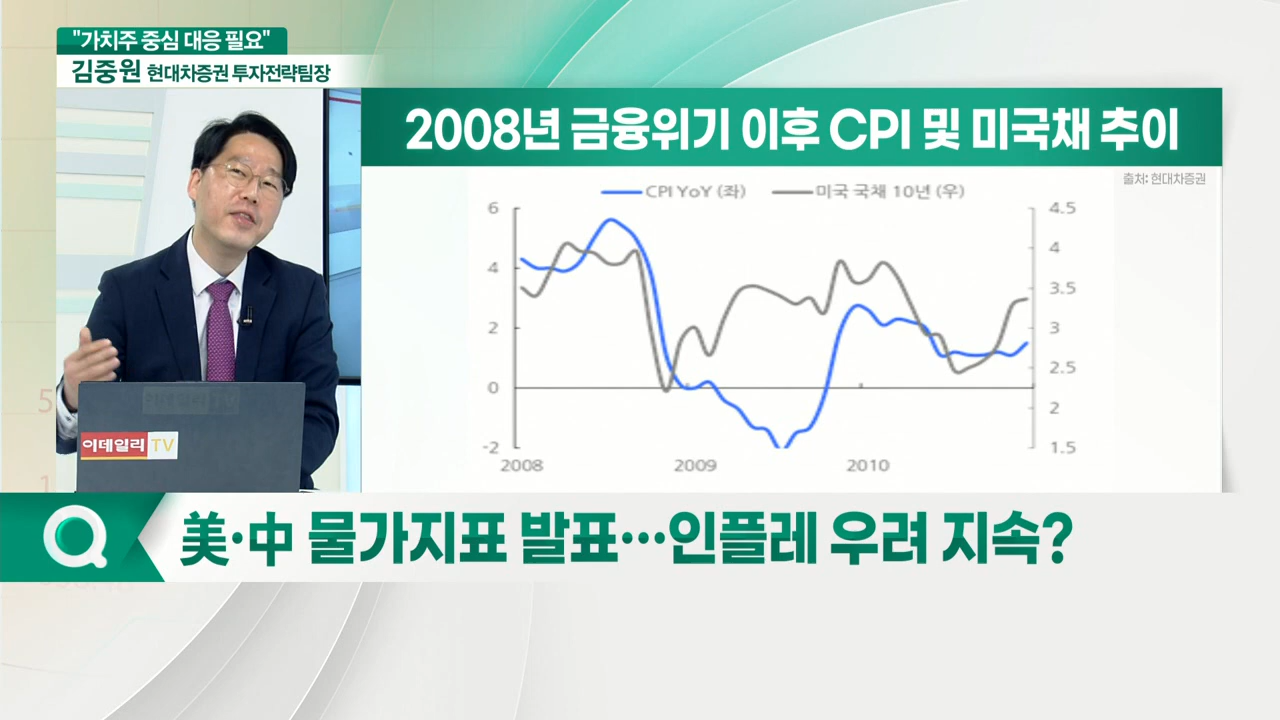 "가치주 중심 대응 필요"
김중원 현대차증권 투자전략팀장
2008년 금융위기 이후 CPI 및 미국채 추이
출처: 현대차증권
CPI YoY (좌) 미국 국채 10년 (우)
6
4
2
0
-2
4.5
4
3.5
3
2.5
2
1.5
2008 2009 2010
이데일리 TV
美·中 물가지표 발표···인플레 우려 지속?